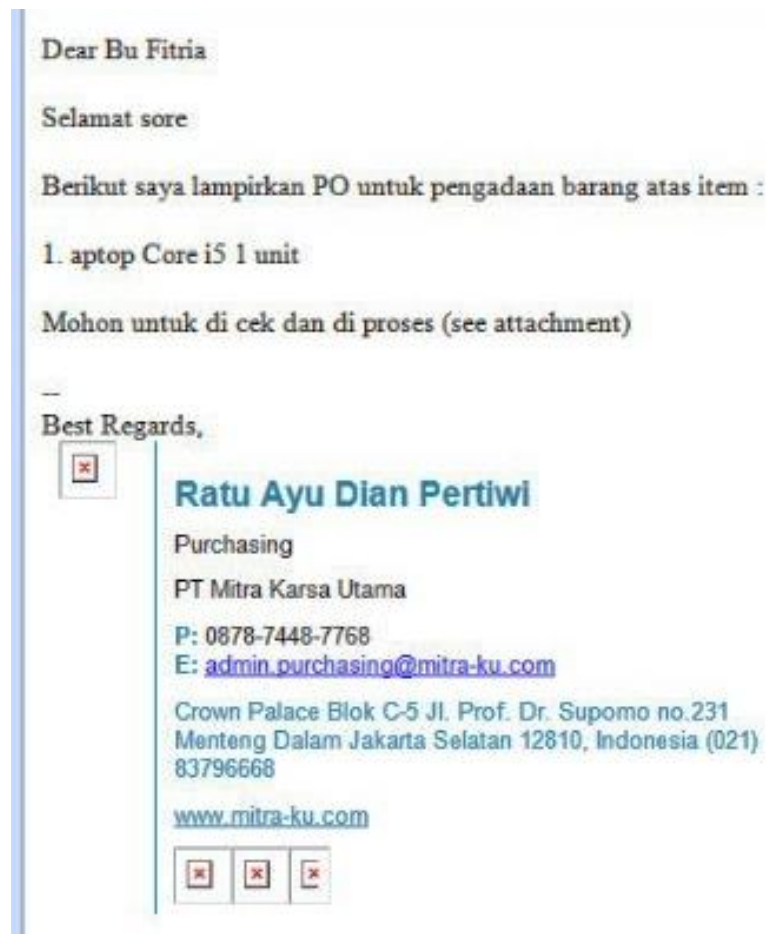 Dear Bu Fitria
Selamat sore
Berikut saya lampirkan PO untuk pengadaan barang atas item :
1. aptop Core i5 1 unit
Mohon untuk di cek dan di proses (see attachment)
--
Best Regards,
Ratu Ayu Dian Pertiwi
Purchasing
PT Mitra Karsa Utama
P: 0878-7448-7768
E: admin.purchasing@mitra-ku.com
Crown Palace Blok C-5 Jl. Prof. Dr. Supomo no.231
Menteng Dalam Jakarta Selatan 12810, Indonesia (021)
83796668
www.mitra-ku.com